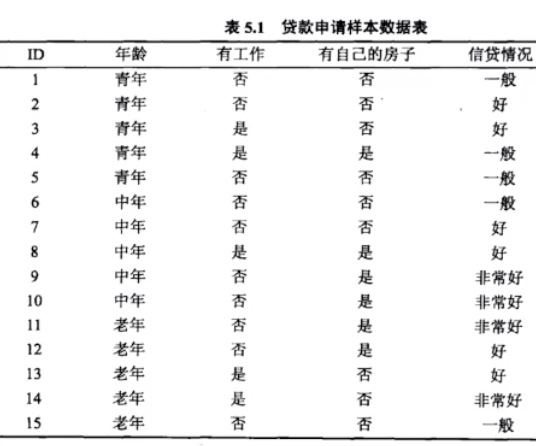 表 5.1 贷款申请样本数据表
ID 年龄 有工作 有自己的房子 信贷情况
1 青年 否 否 一般
2 青年 否 否 好
3 青年 是 否 好
4 青年 是 是 一般
5 青年 否 否 一般
6 中年 否 否 一般
7 中年 否 否 好
8 中年 是 是 好
9 中年 否 是 非常好
10 中年 否 是 非常好
11 老年 否 是 非常好
12 老年 否 是 好
13 老年 是 否 好
14 老年 是 否 非常好
15 老年 否 否 一般